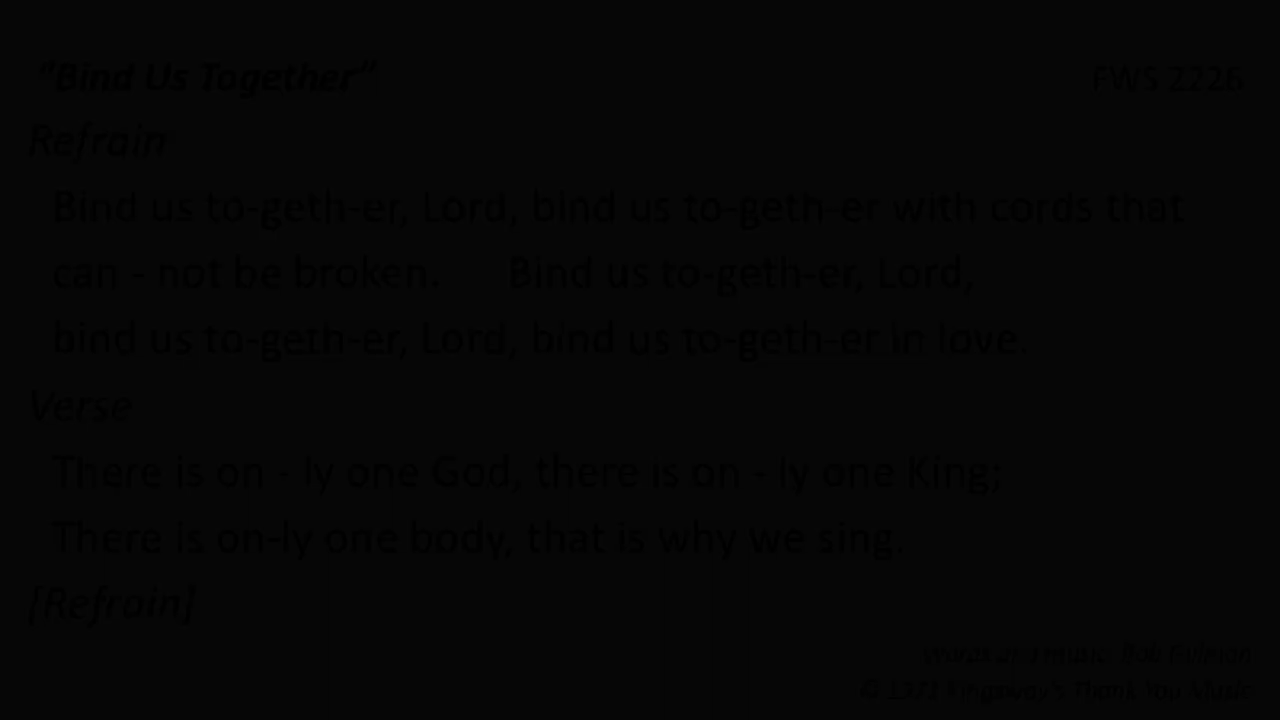 "Bind Us Together" FWS 2226
Refrain
Bind us to-geth-er, Lord, bind us to-geth-er with cords that
can - not be broken. Bind us to-geth-er, Lord,
bind us to-geth-er, Lord, bind us to-geth-er in love.
Verse
There is on - ly one God, there is on - ly one King;
There is on-ly one body, that is why we sing.
[Refrain]
Words and music: Bob Gillman
© 1977 Kingsway's Thank You Music